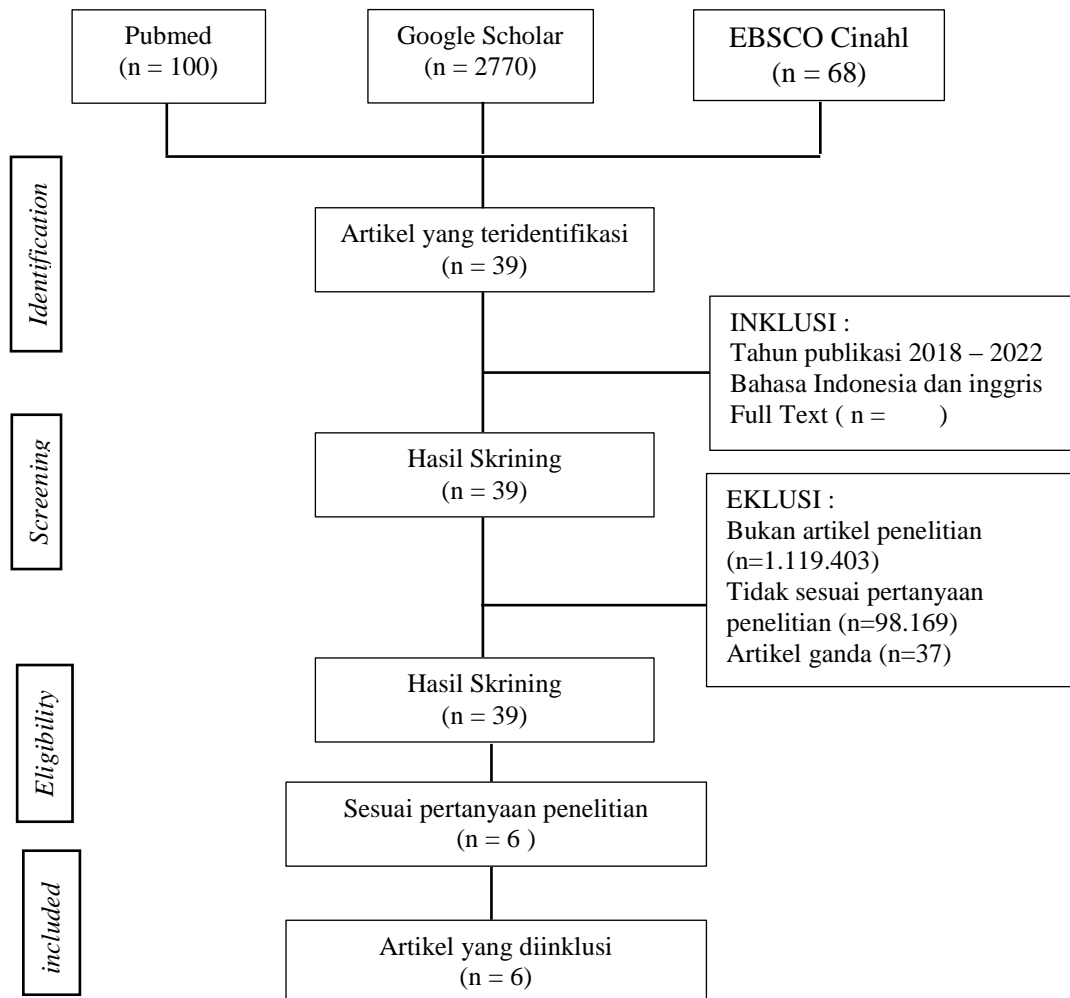 Pubmed
(n = 100)
Google Scholar
(n = 2770)
EBSCO Cinahl
(n = 68)
Identification
Artikel yang teridentifikasi
(n = 39)
INKLUSI :
Tahun publikasi 2018 – 2022
Bahasa Indonesia dan inggris
Full Text ( n = )
Screening
Hasil Skrining
(n = 39)
EKLUSI :
Bukan artikel penelitian
(n=1.119.403)
Tidak sesuai pertanyaan
penelitian (n=98.169)
Artikel ganda (n=37)
Eligibility
Hasil Skrining
(n = 39)
Sesuai pertanyaan penelitian
(n = 6 )
included
Artikel yang diinklusi
(n = 6)